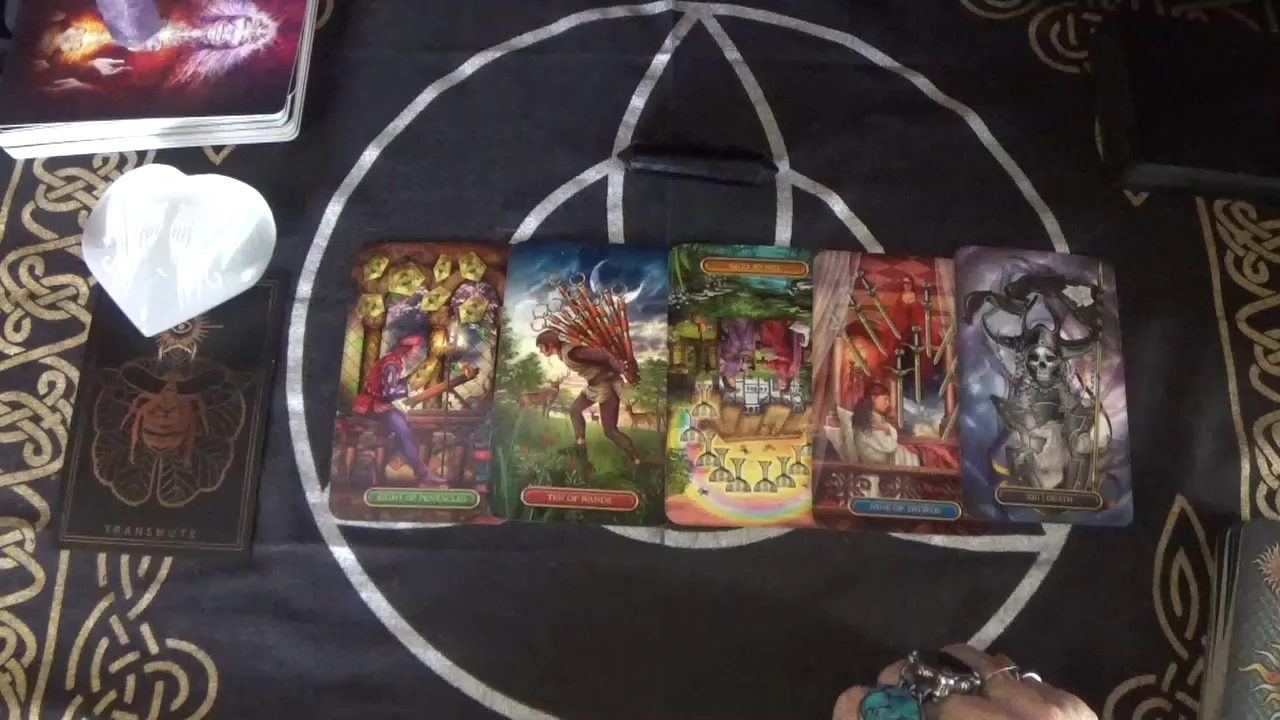 EIGHT OF PENTACLES
TEN OF WANDS
NINE OF SWORDS
XIII | DEATH
TRANSMUTE